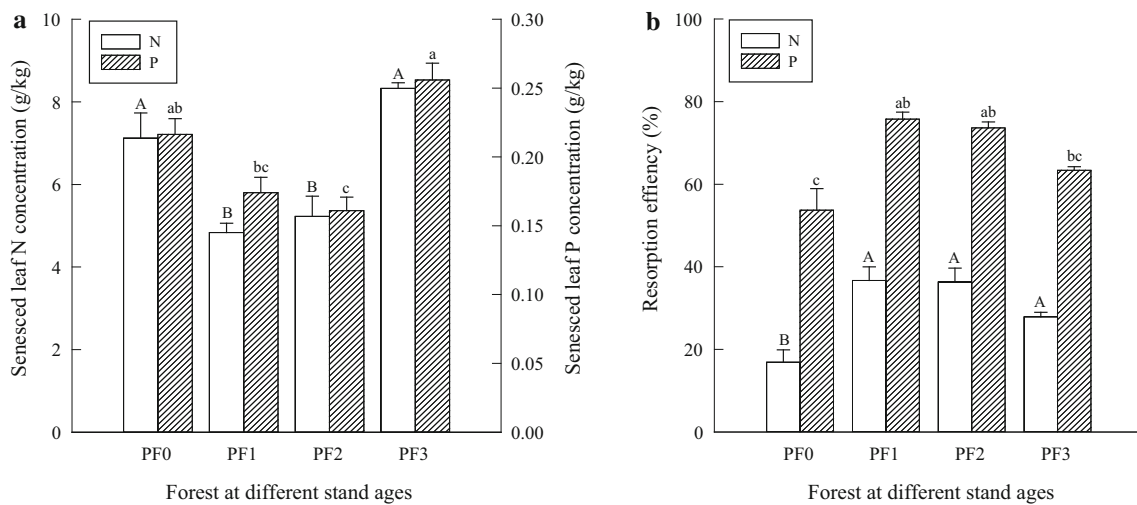 a
Senesced leaf N concentration (g/kg)
10
8
6
4
2
0
N
P
A
ab
B
bc
B
c
A
a
0.30
0.25
0.20
0.15
0.10
0.05
0.00
Senesced leaf P concentration (g/kg)
PF0 PF1 PF2 PF3
Forest at different stand ages
b
Resorption effiency (%)
100
80
60
40
20
0
N
P
B
c
A
ab
A
ab
A
bc
PF0 PF1 PF2 PF3
Forest at different stand ages